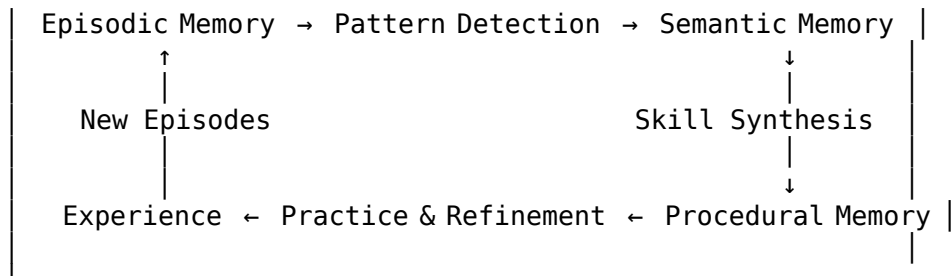 │ Episodic Memory → Pattern Detection → Semantic Memory │
│ ↑ ↓ │
│ │ │ │
│ New Episodes Skill Synthesis │
│ │ │ │
│ │ ↓ │
│ Experience ← Practice & Refinement ← Procedural Memory │
│ │